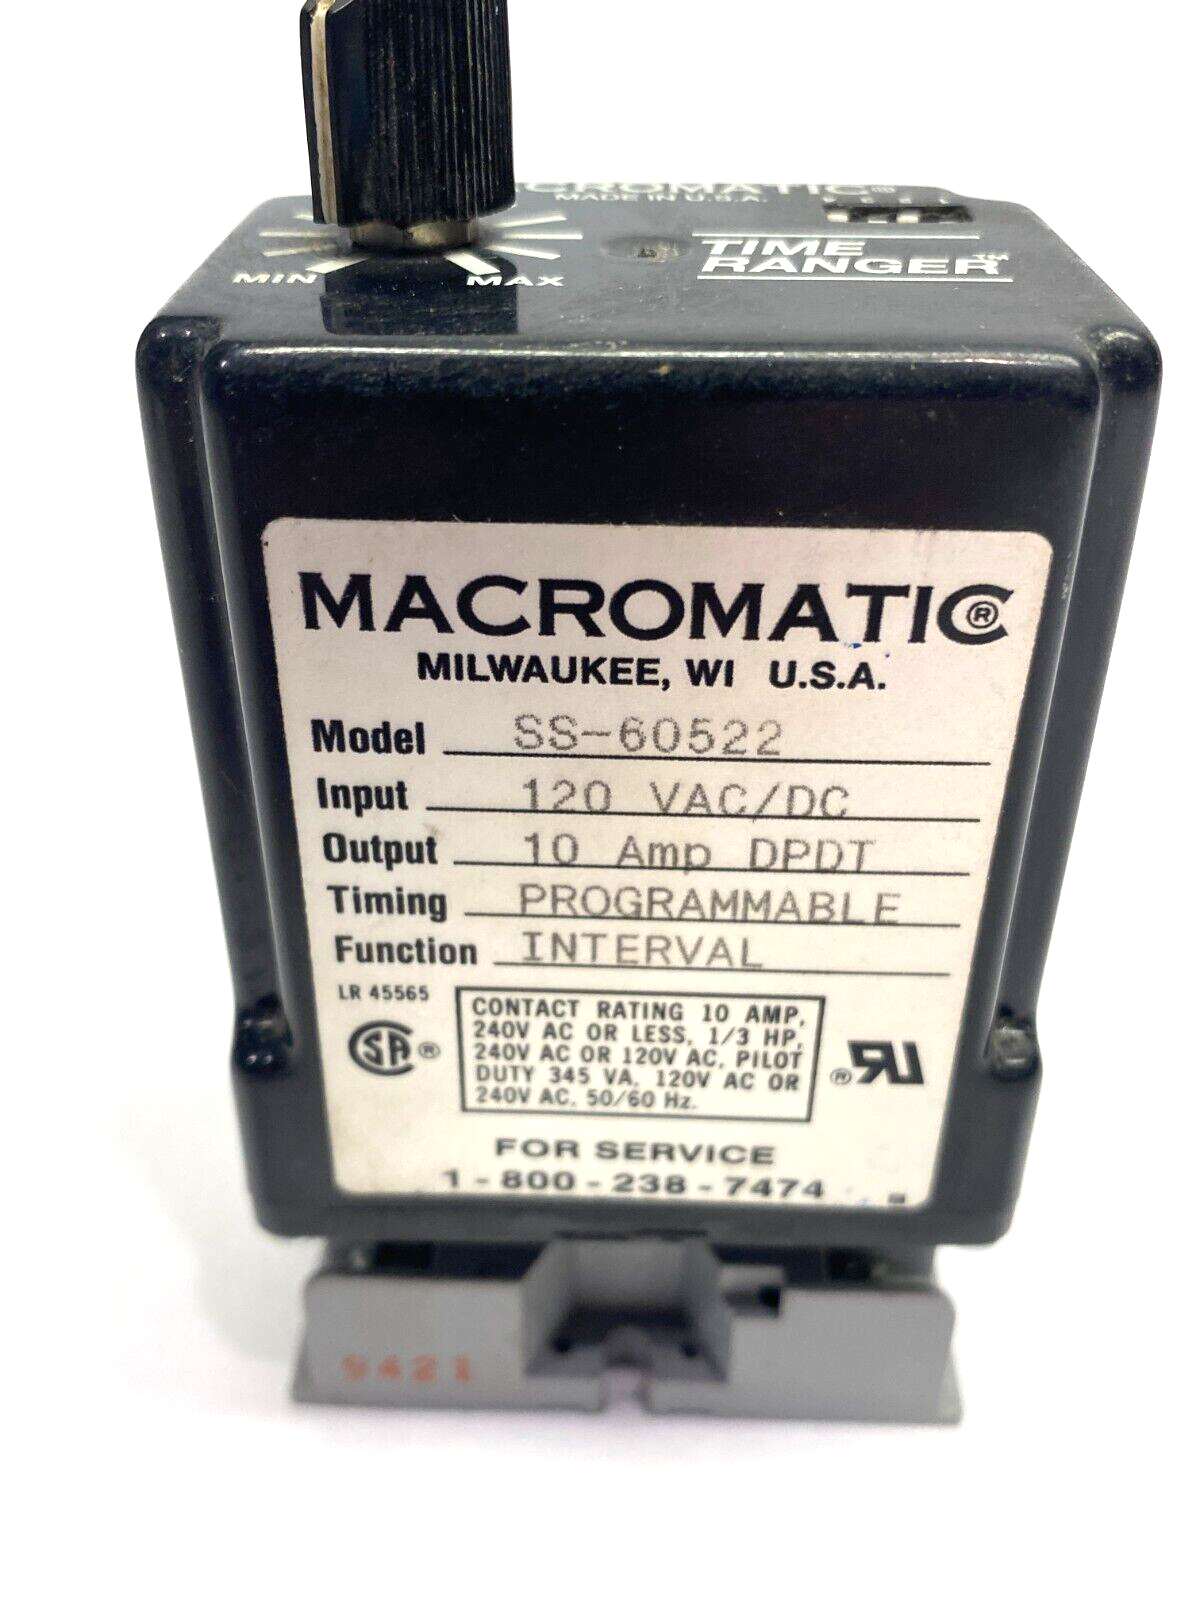 MACROMATIC®
MADE IN U.S.A.
TIME
RANGER™
MIN MAX
MACROMATIC®
MILWAUKEE, WI U.S.A.
Model SS-60522
Input 120 VAC/DC
Output 10 Amp DPDT
Timing PROGRAMMABLE
Function INTERVAL
LR 45565
CONTACT RATING 10 AMP,
240V AC OR LESS, 1/3 HP,
240V AC OR 120V AC, PILOT
DUTY 345 VA. 120V AC OR
240V AC. 50/60 Hz.
FOR SERVICE
1-800-238-7474
9421